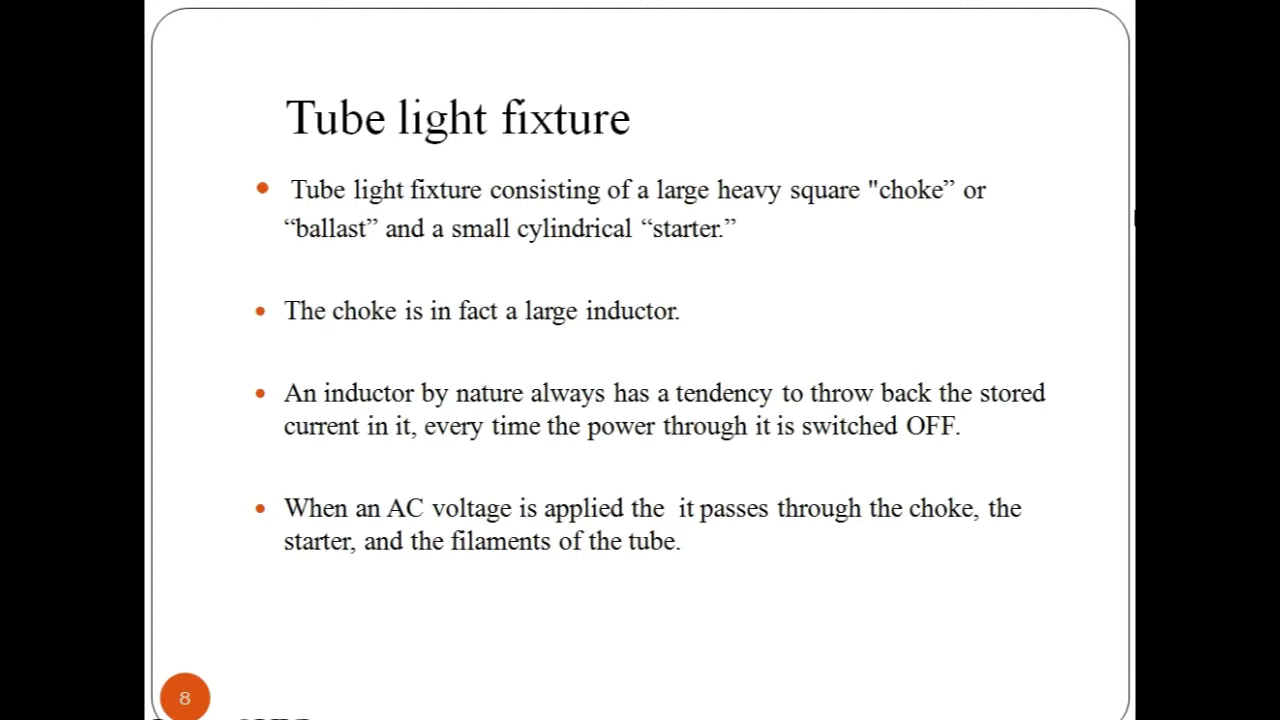 Tube light fixture
Tube light fixture consisting of a large heavy square "choke” or
“ballast” and a small cylindrical “starter.”
The choke is in fact a large inductor.
An inductor by nature always has a tendency to throw back the stored
current in it, every time the power through it is switched OFF.
When an AC voltage is applied the  it passes through the choke, the
starter, and the filaments of the tube.
8